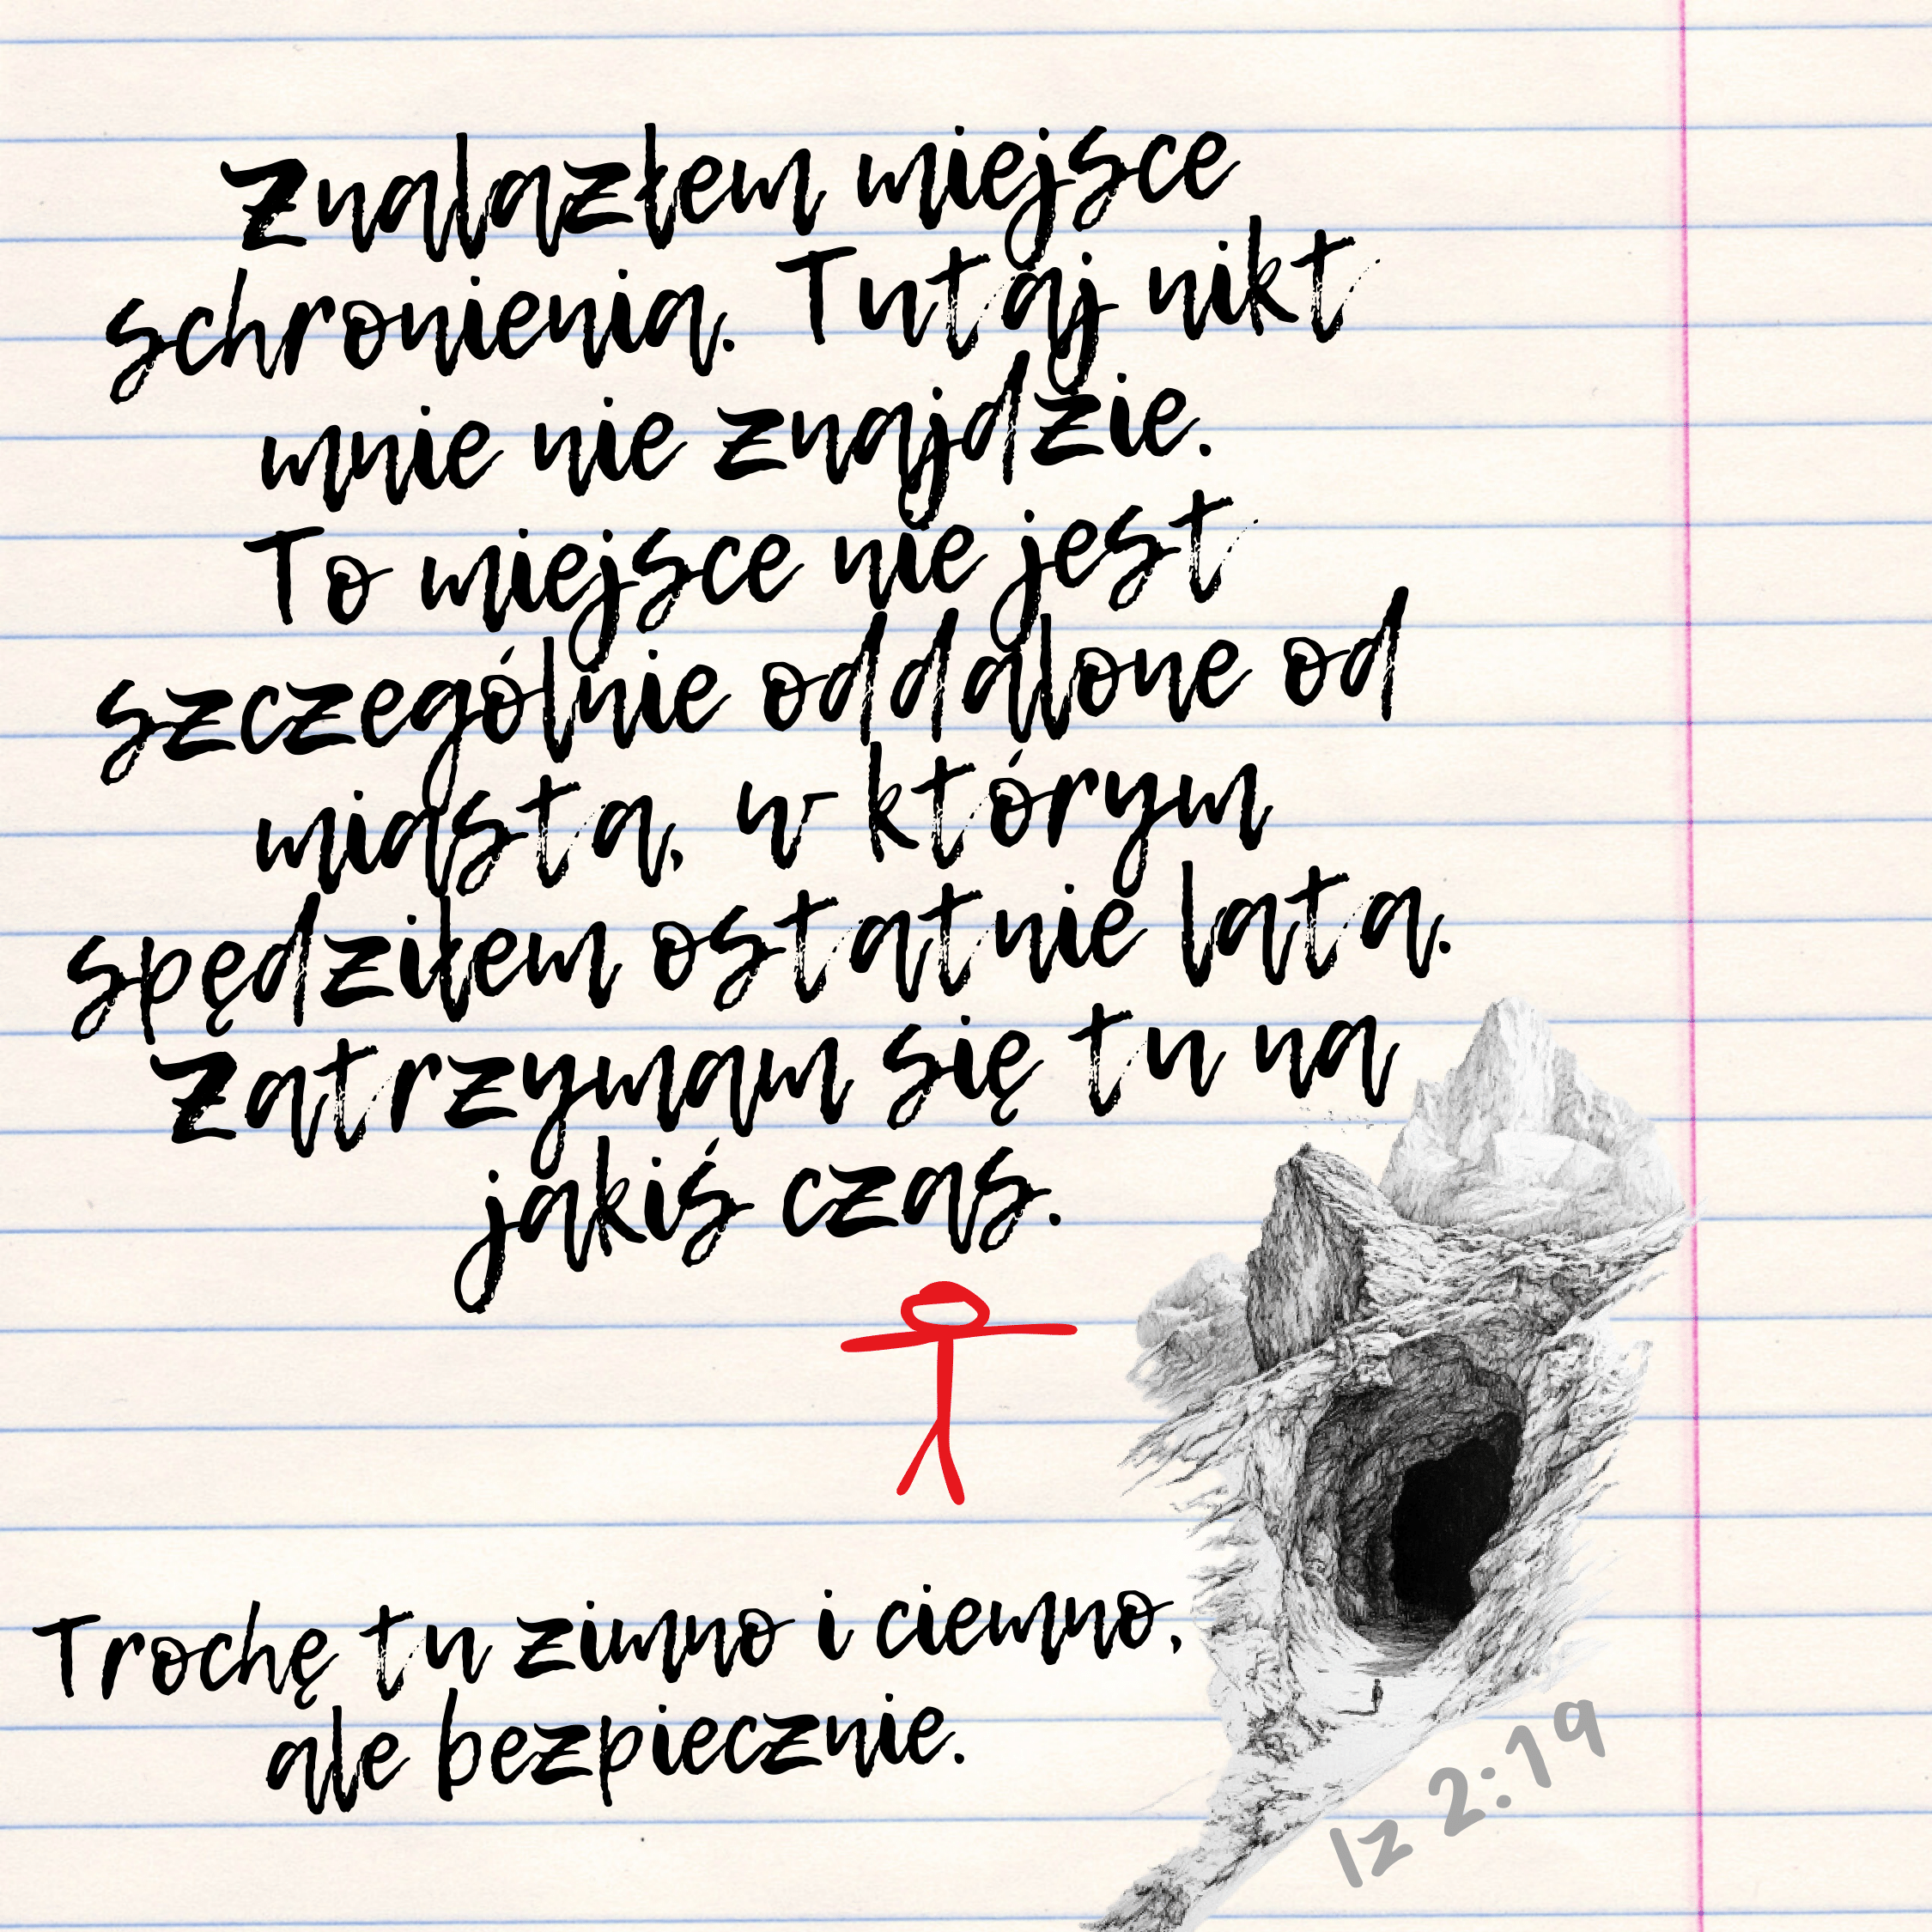 Znalazłem miejsce
schronienia. Tutaj nikt
mnie nie znajdzie.
To miejsce nie jest
szczególnie oddalone od
miasta, w którym
spędziłem ostatnie lata.
Zatrzymam się tu na
jakiś czas.
Trochę tu zimno i ciemno,
ale bezpiecznie.
Iz 2:19